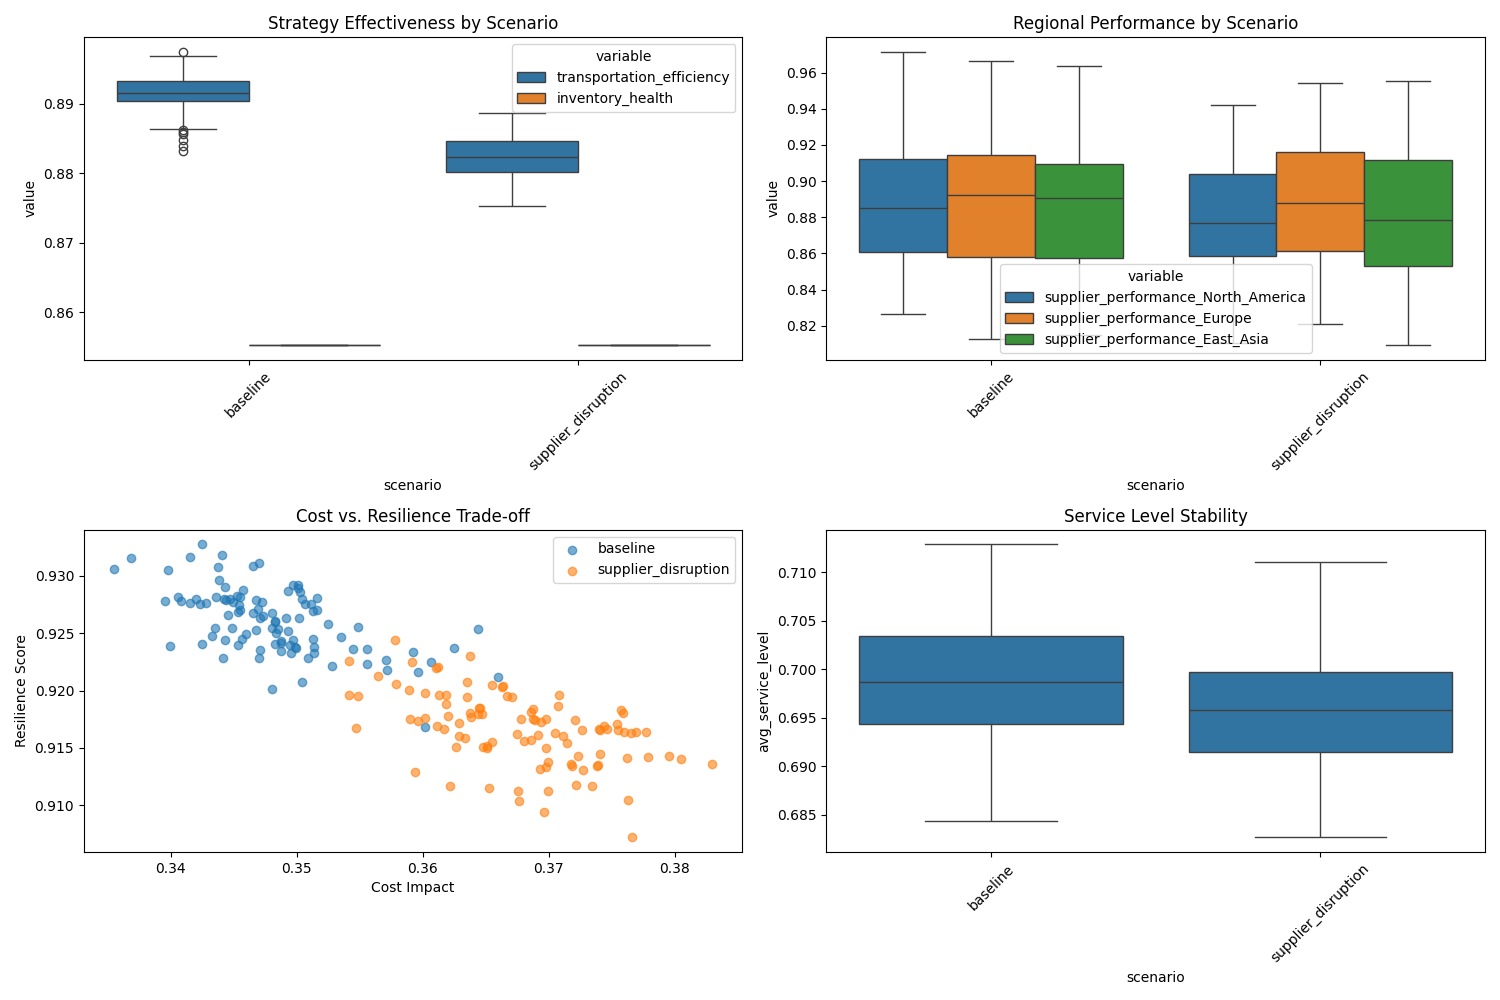 Strategy Effectiveness by Scenario
value
0.89
0.88
0.87
0.86
variable
transportation_efficiency
inventory_health
baseline
supplier_disruption
scenario
Regional Performance by Scenario
value
0.96
0.94
0.92
0.90
0.88
0.86
0.84
0.82
variable
supplier_performance_North_America
supplier_performance_Europe
supplier_performance_East_Asia
baseline
supplier_disruption
scenario
Cost vs. Resilience Trade-off
Resilience Score
0.930
0.925
0.920
0.915
0.910
baseline
supplier_disruption
0.34
0.35
0.36
0.37
0.38
Cost Impact
Service Level Stability
avg_service_level
0.710
0.705
0.700
0.695
0.690
0.685
baseline
supplier_disruption
scenario